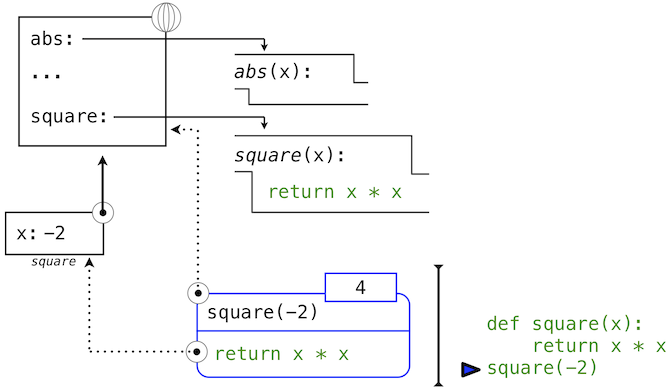 abs:
...
square:
abs(x):
square(x):
return x * x
x: -2
square
4
square(-2)
return x * x
def square(x):
    return x * x
square(-2)